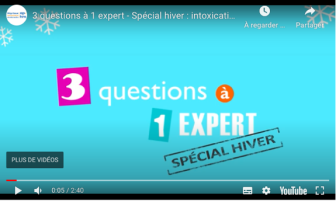 3 questions à 1 expert - Spécial hiver : intoxicati...
À regarder ...
Partager
3 questions à
1 EXPERT
SPÉCIAL HIVER
PLUS DE VIDÉOS
0:05 / 2:40
YouTube